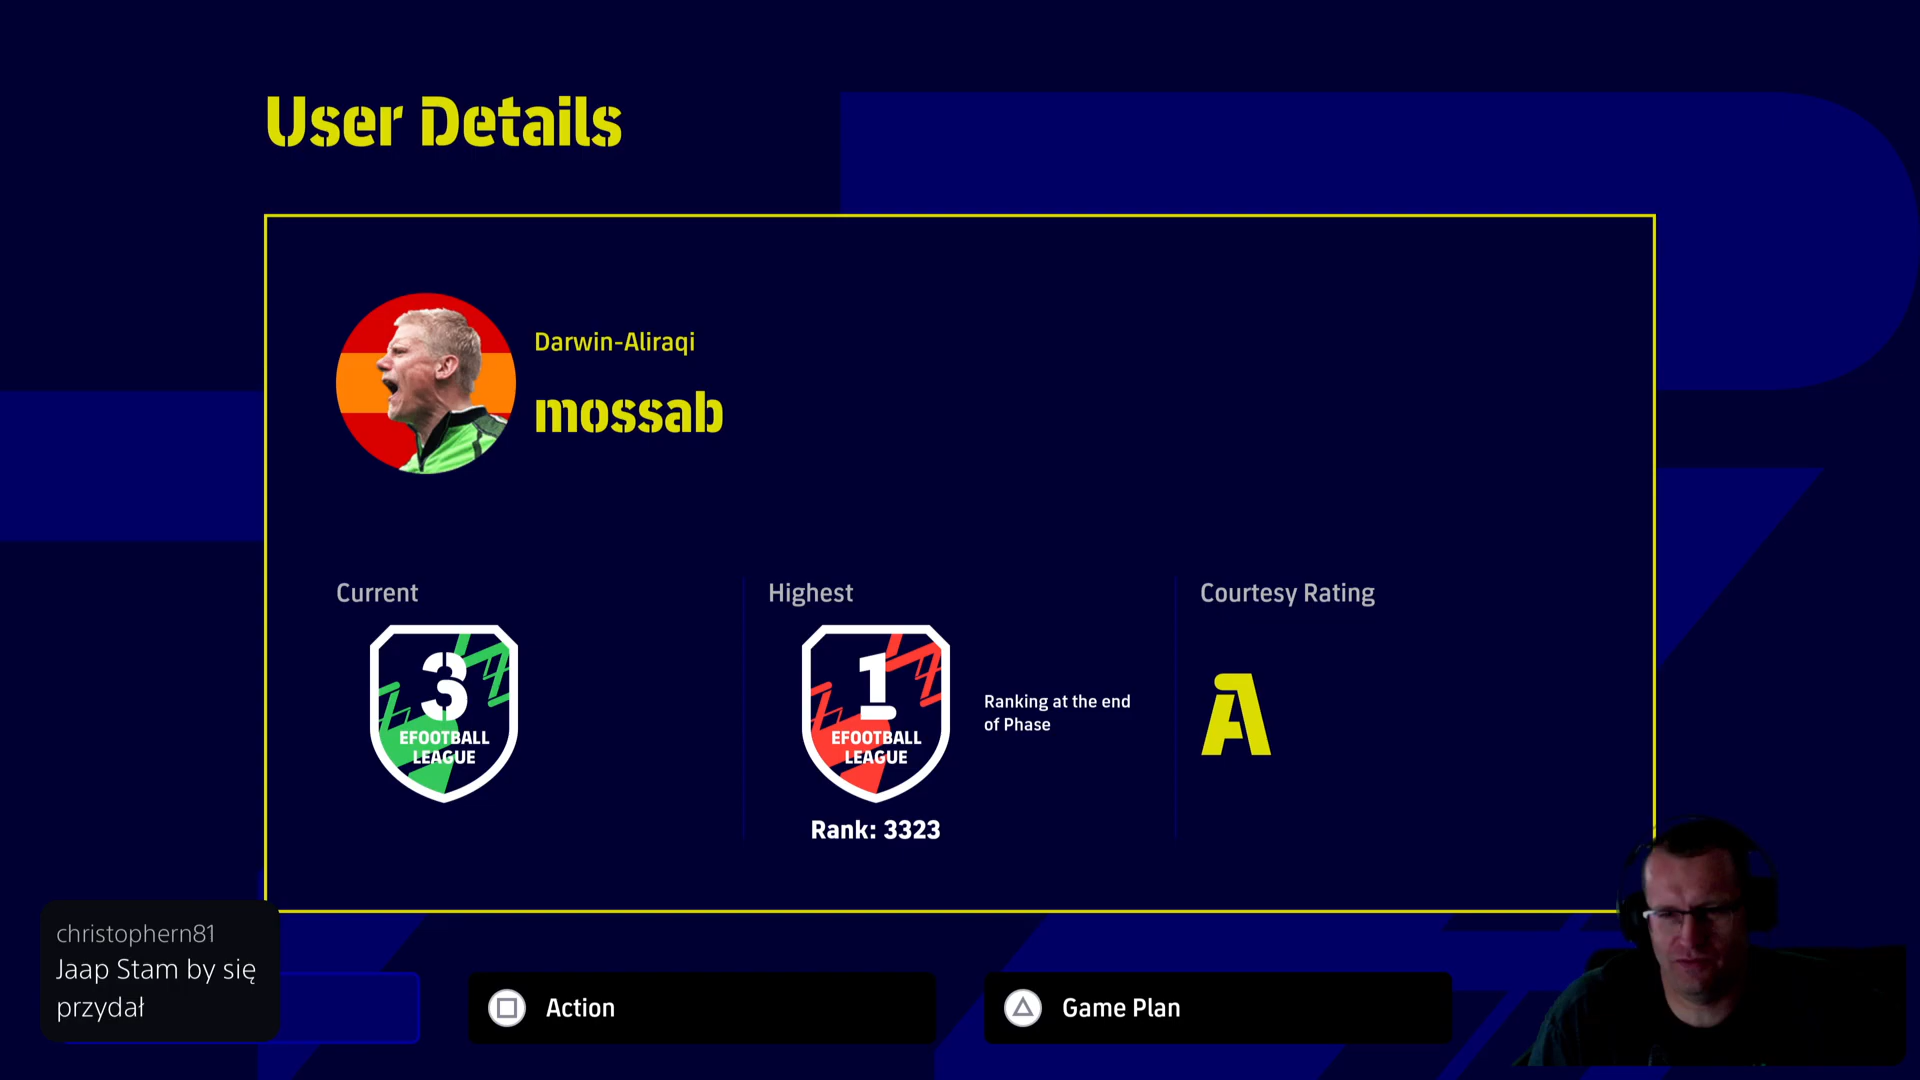 User Details
Darwin-Aliraqi
mossab
Current
3
EFOOTBALL
LEAGUE
Highest
1
EFOOTBALL
LEAGUE
Rank: 3323
Ranking at the end
of Phase
Courtesy Rating
A
christophern81
Jaap Stam by się
przydał
Action
Game Plan